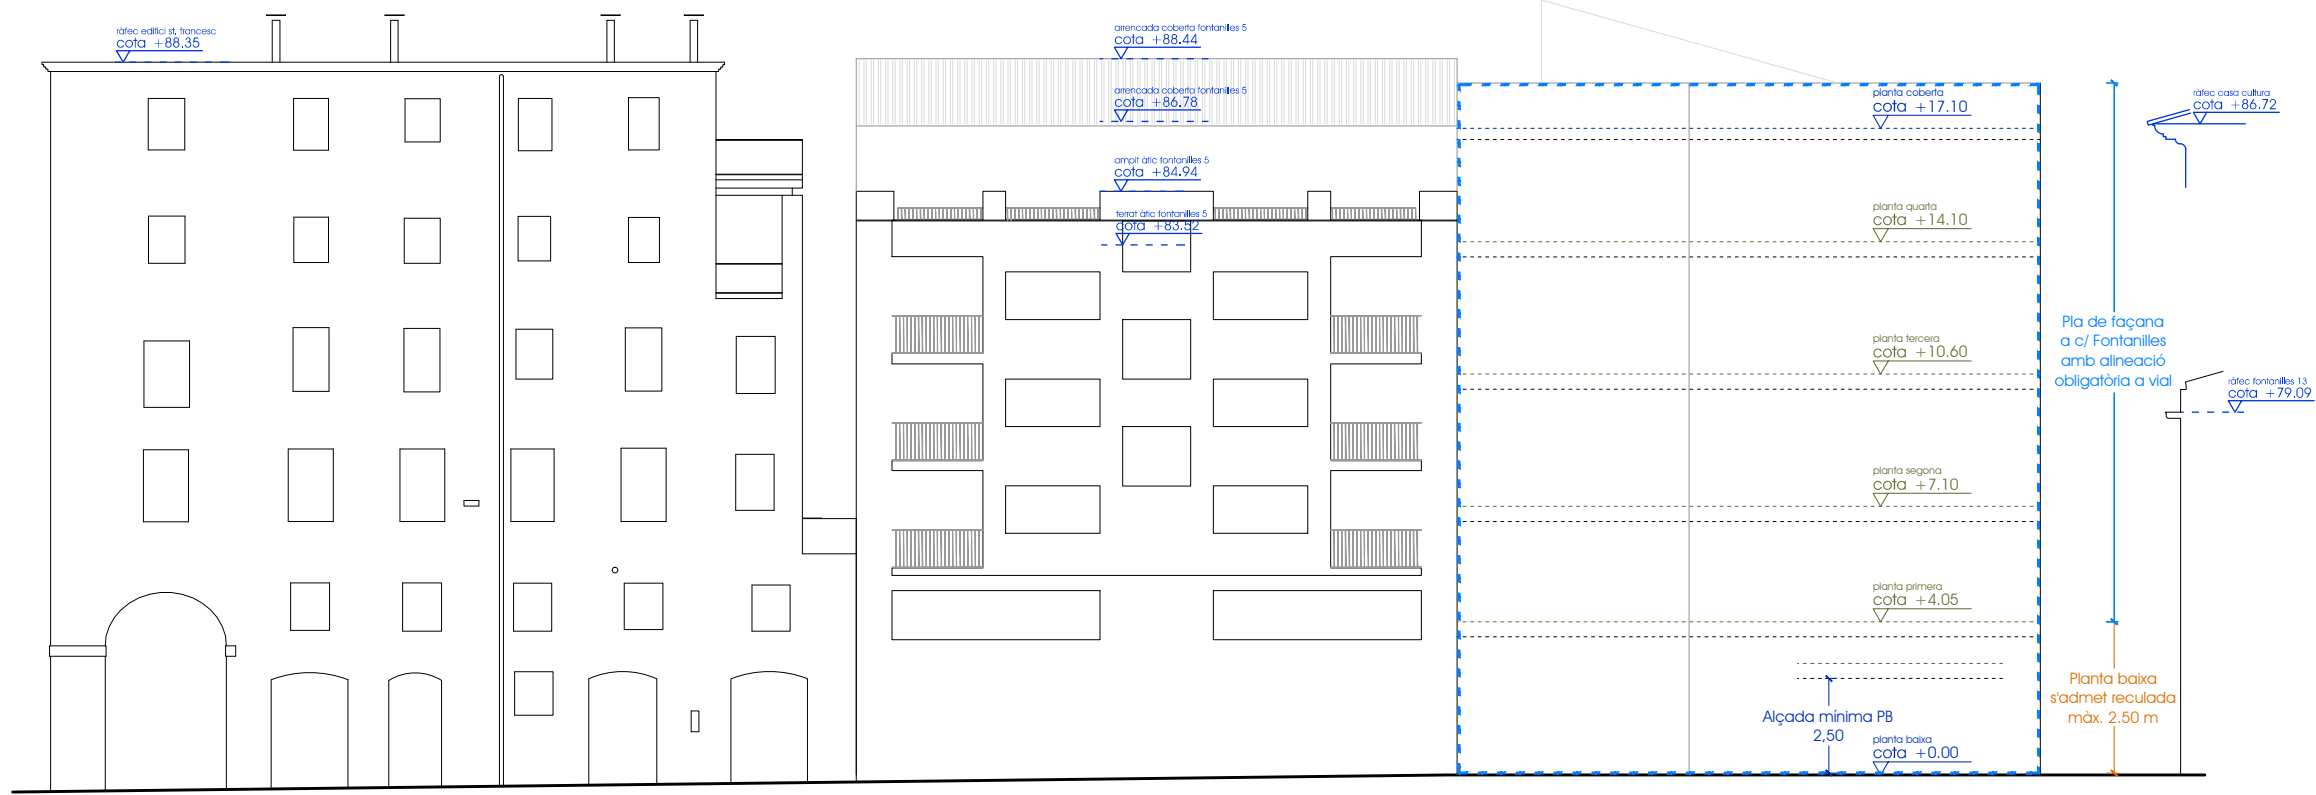 ràfec edifici st. francesc
cota +88.35
arrencada coberta fontanilles 5
cota +88.44
arrencada coberta fontanilles 5
cota +86.78
ampit àtic fontanilles 5
cota +84.94
terrat àtic fontanilles 5
cota +83.52
planta coberta
cota +17.10
planta quarta
cota +14.10
planta tercera
cota +10.60
planta segona
cota +7.10
planta primera
cota +4.05
Alçada mínima PB
2,50
planta baixa
cota +0.00
Pla de façana
a c/ Fontanilles
amb alineació
obligatòria a vial
Planta baixa
s'admet reculada
màx. 2.50 m
ràfec casa cultura
cota +86.72
ràfec fontanilles 13
cota +79.09